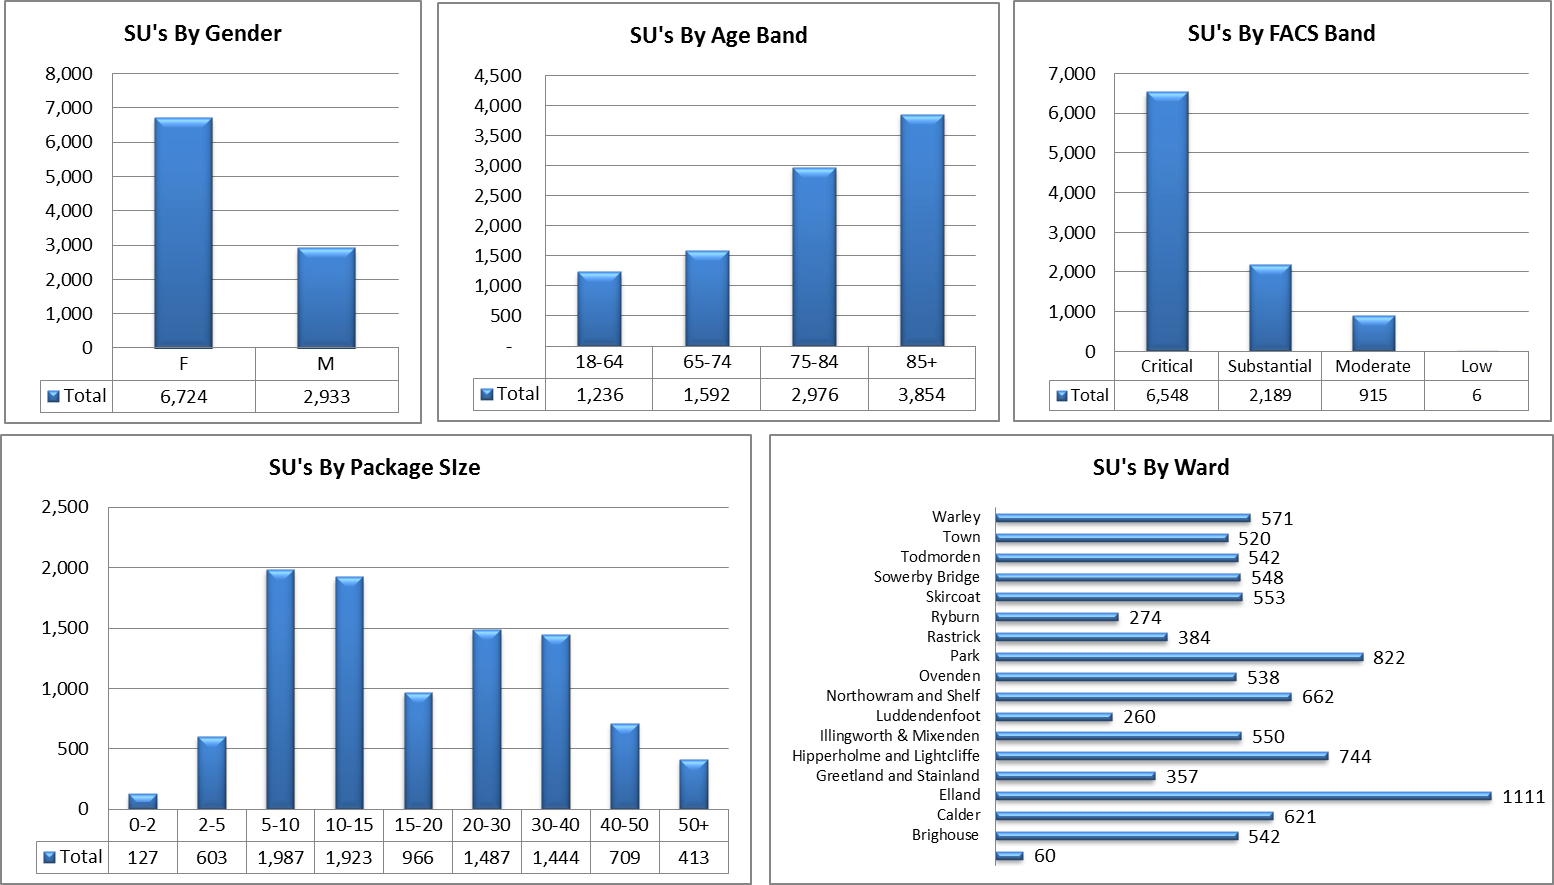 SU's By Gender
8,000
7,000
6,000
5,000
4,000
3,000
2,000
1,000
0
F M
Total 6,724 2,933
SU's By Age Band
4,500
4,000
3,500
3,000
2,500
2,000
1,500
1,000
500
-
18-64 65-74 75-84 85+
Total 1,236 1,592 2,976 3,854
SU's By FACS Band
7,000
6,000
5,000
4,000
3,000
2,000
1,000
0
Critical Substantial Moderate Low
Total 6,548 2,189 915 6
SU's By Package SIze
2,500
2,000
1,500
1,000
500
0
0-2 2-5 5-10 10-15 15-20 20-30 30-40 40-50 50+
Total 127 603 1,987 1,923 966 1,487 1,444 709 413
SU's By Ward
Warley 571
Town 520
Todmorden 542
Sowerby Bridge 548
Skircoat 553
Ryburn 274
Rastrick 384
Park 822
Ovenden 538
Northowram and Shelf 662
Luddendenfoot 260
Illingworth & Mixenden 550
Hipperholme and Lightcliffe 744
Greetland and Stainland 357
Elland 1111
Calder 621
Brighouse 542
60